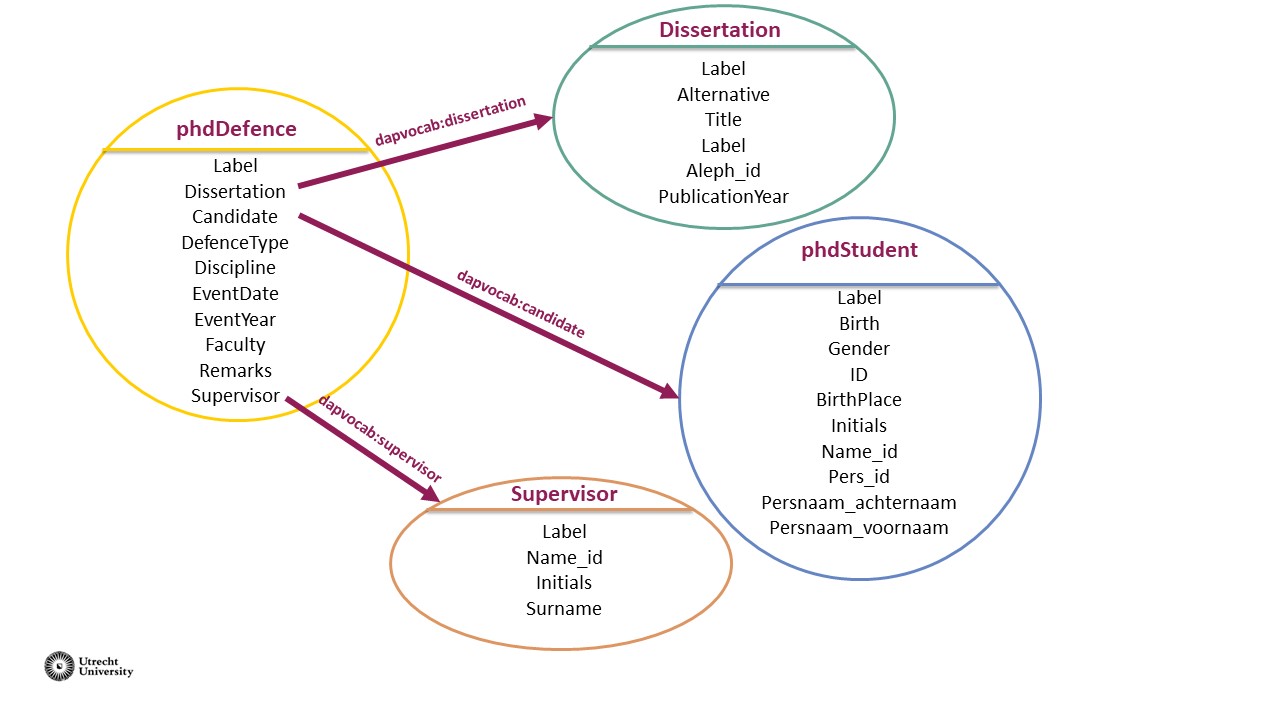 phdDefence
Label
Dissertation
Candidate
DefenceType
Discipline
EventDate
EventYear
Faculty
Remarks
Supervisor
dapvocab:dissertation
dapvocab:candidate
dapvocab:supervisor
Dissertation
Label
Alternative
Title
Label
Aleph_id
PublicationYear
phdStudent
Label
Birth
Gender
ID
BirthPlace
Initials
Name_id
Pers_id
Persnaam_achternaam
Persnaam_voornaam
Supervisor
Label
Name_id
Initials
Surname
Utrecht
University